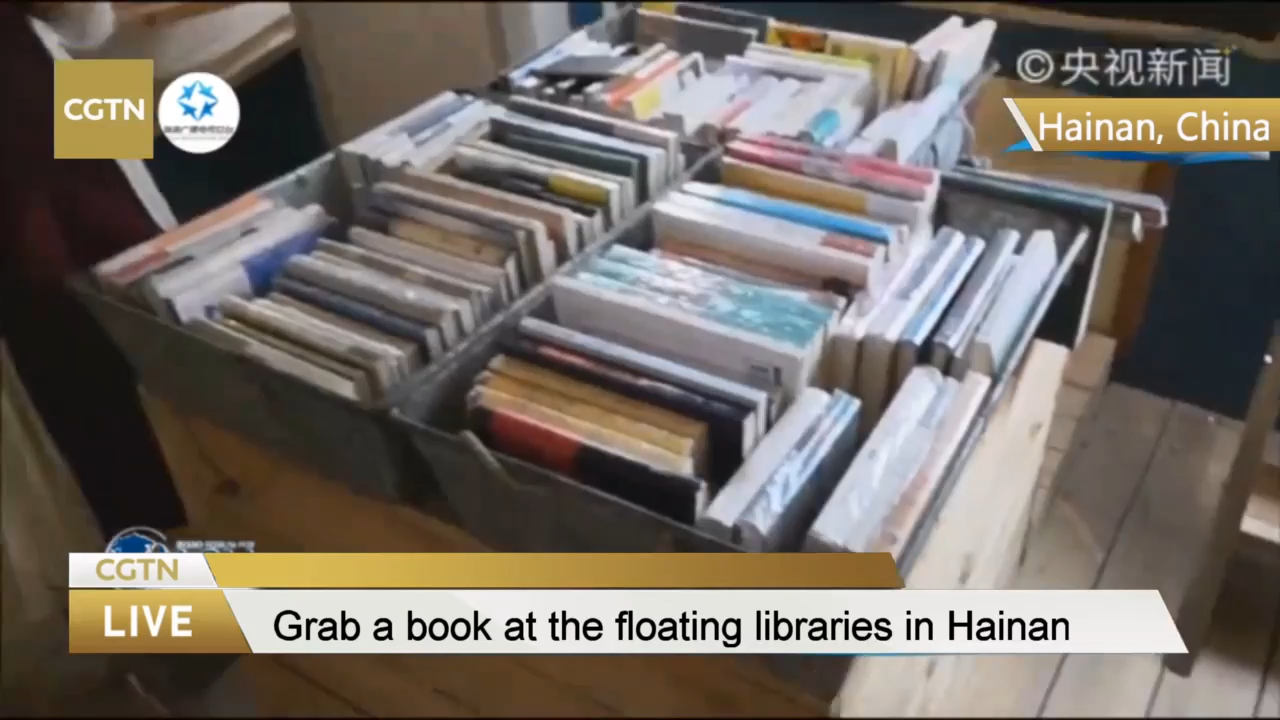 ©央视新闻
CGTN
Hainan, China
CGTN
LIVE
Grab a book at the floating libraries in Hainan